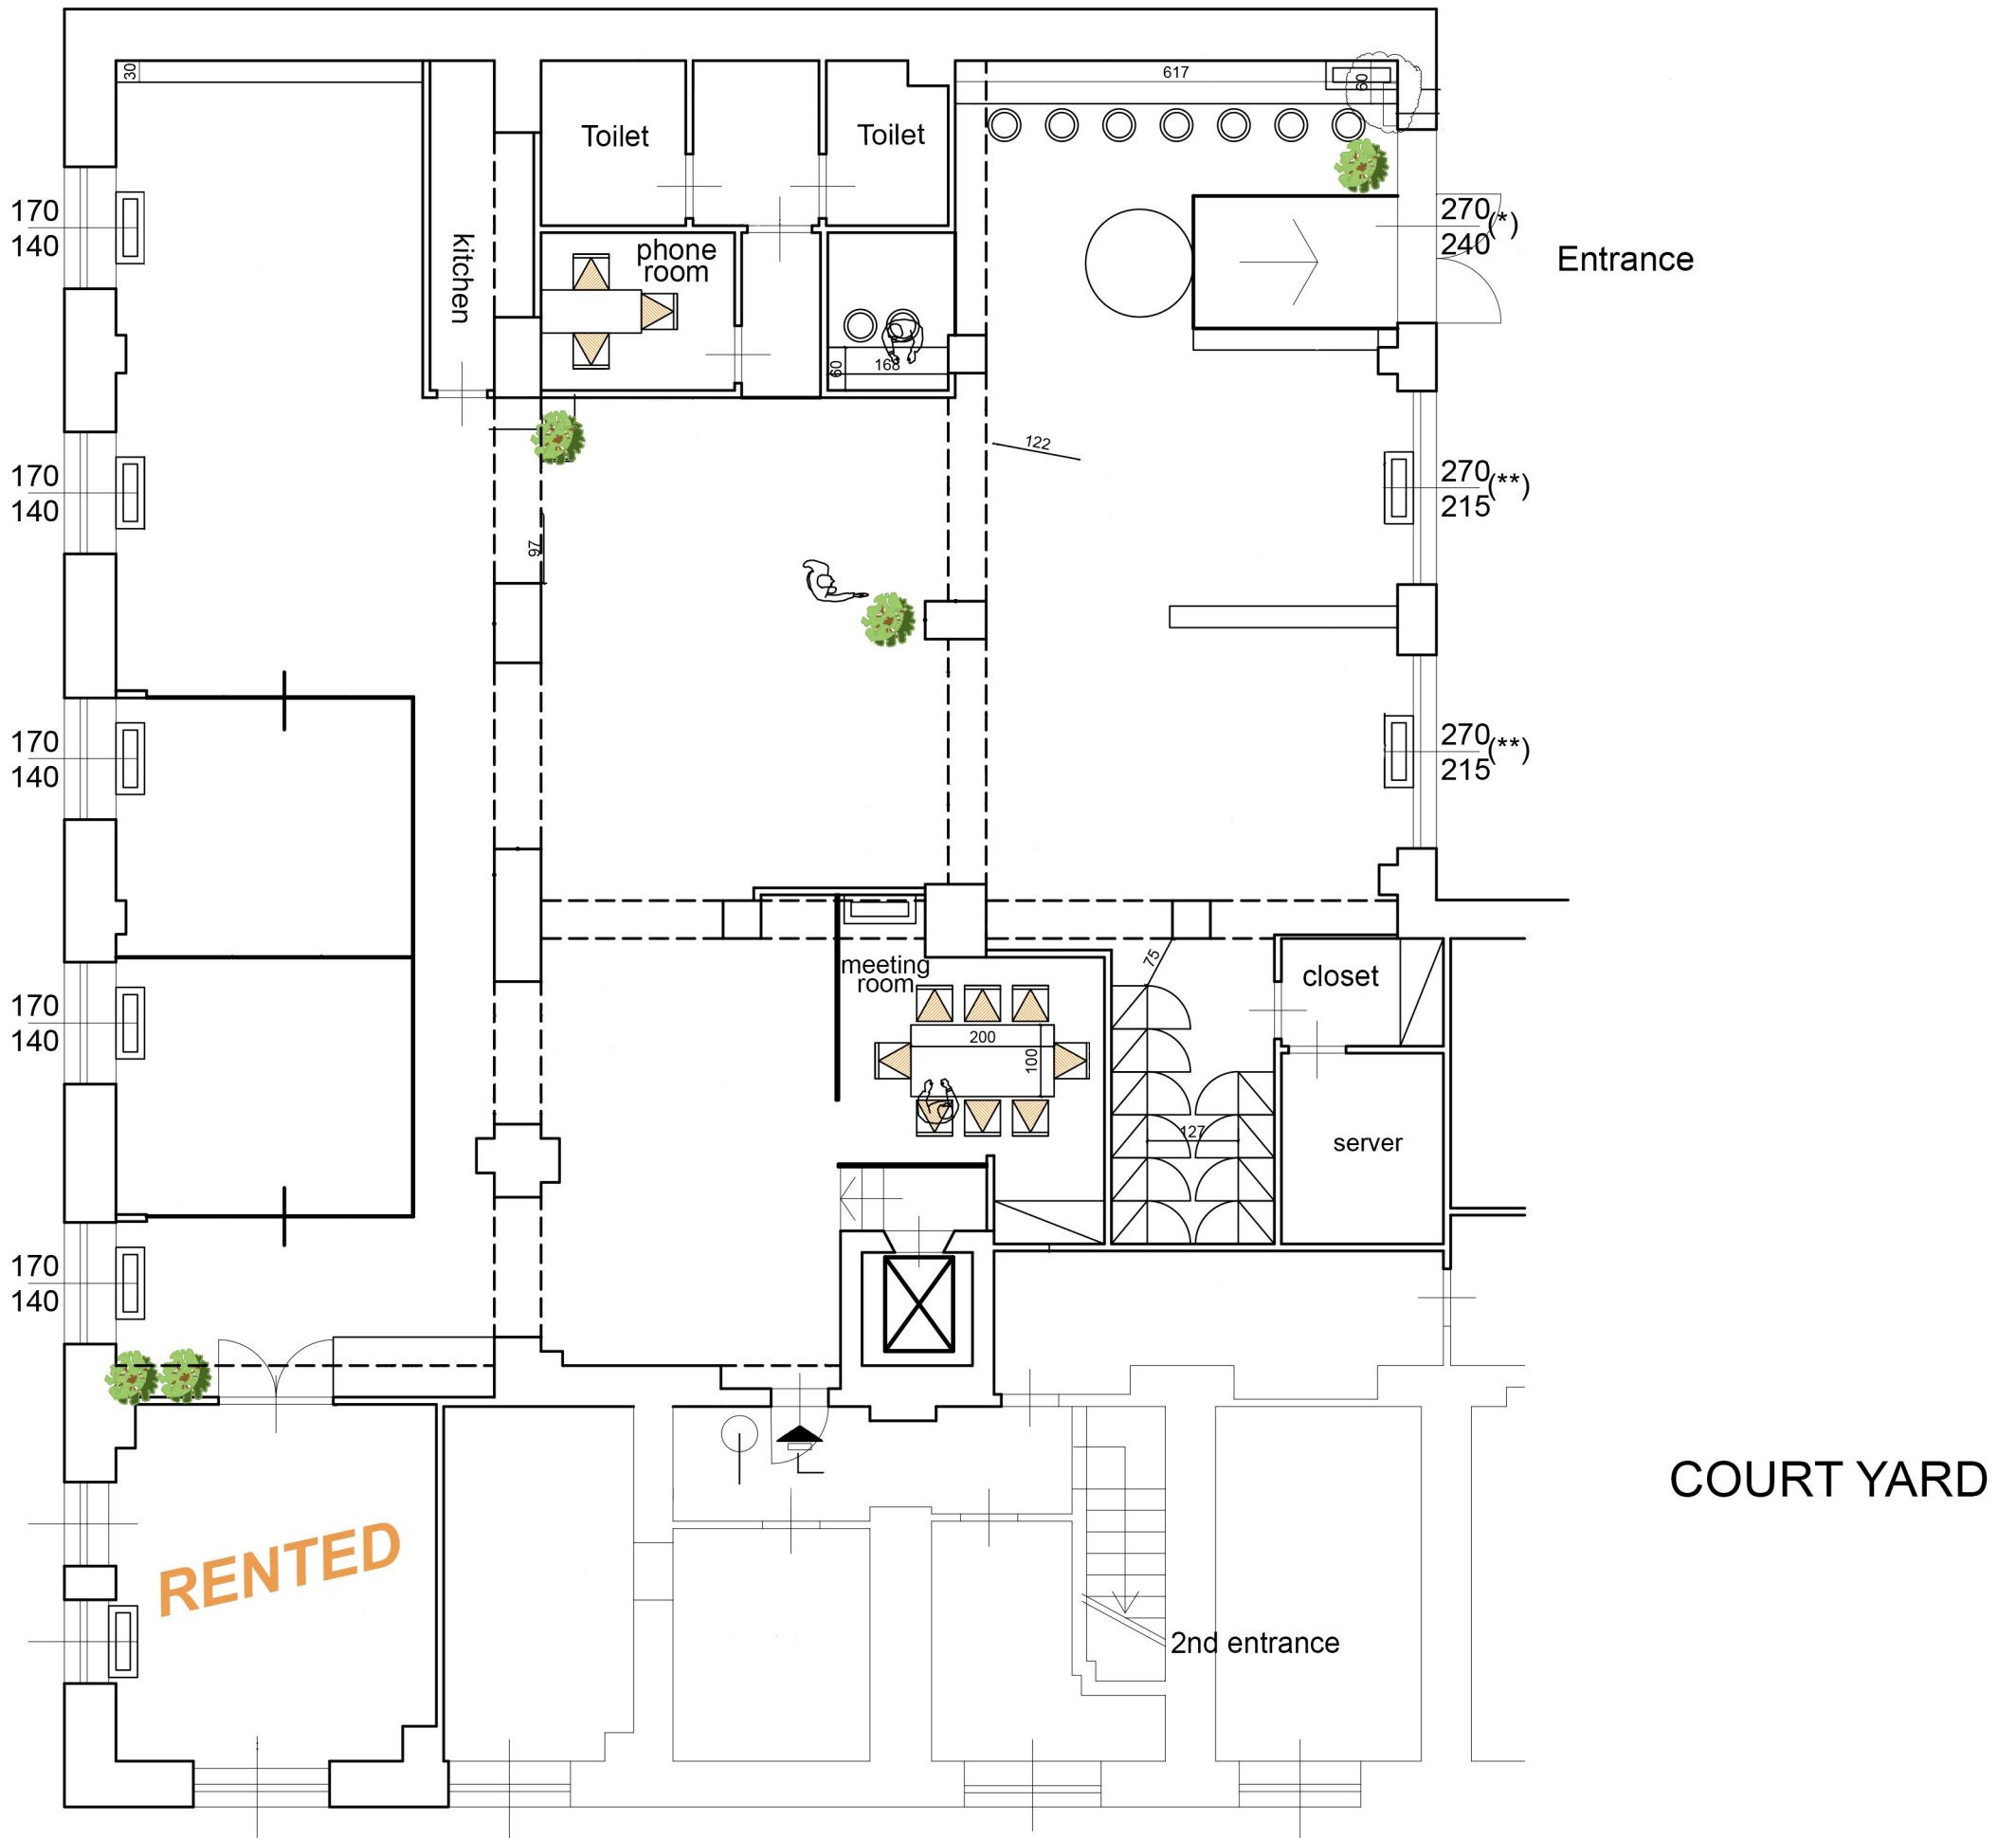 30
617
60
Toilet
Toilet
170
140
270
240
(*)
Entrance
kitchen
phone
room
168
60
122
170
140
97
270
215
(**)
170
140
270
215
(**)
meeting
room
75
closet
170
140
200
100
127
server
170
140
COURT YARD
RENTED
2nd entrance